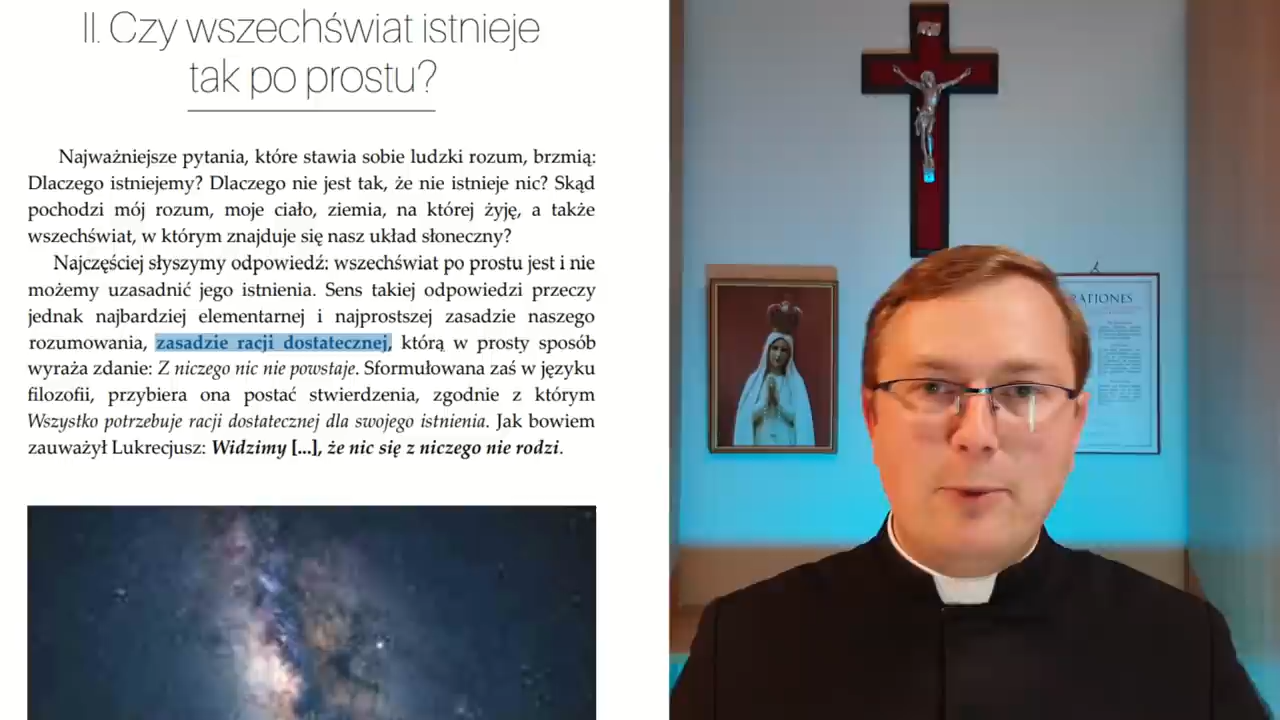 II. Czy wszechświat istnieje
tak po prostu?
Najważniejsze pytania, które stawia sobie ludzki rozum, brzmią:
Dlaczego istniejemy? Dlaczego nie jest tak, że nie istnieje nic? Skąd
pochodzi mój rozum, moje ciało, ziemia, na której żyję, a także
wszechświat, w którym znajduje się nasz układ słoneczny?
Najczęściej słyszymy odpowiedź: wszechświat po prostu jest i nie
możemy uzasadnić jego istnienia. Sens takiej odpowiedzi przeczy
jednak najbardziej elementarnej i najprostszej zasadzie naszego
rozumowania, zasadzie racji dostatecznej, którą w prosty sposób
wyraża zdanie: Z niczego nic nie powstaje. Sformułowana zaś w języku
filozofii, przybiera ona postać stwierdzenia, zgodnie z którym
Wszystko potrzebuje racji dostatecznej dla swojego istnienia. Jak bowiem
zauważył Lukrecjusz: Widzimy [...], że nic się z niczego nie rodzi.
RATIONES